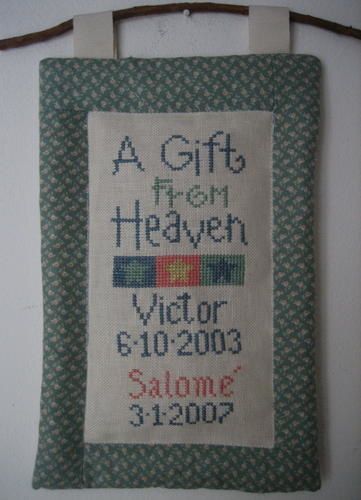 A Gift
From
Heaven
Victor
6·10·2003
Salomé
3·1·2007